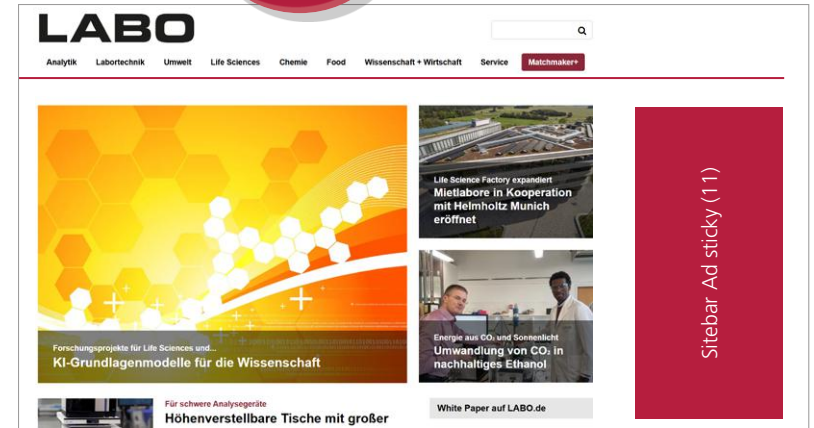 LABO
Analytik Labortechnik Umwelt Life Sciences Chemie Food Wissenschaft + Wirtschaft Service Matchmaker+
Forschungsprojekte für Life Sciences und...
KI-Grundlagenmodelle für die Wissenschaft
Life Science Factory expandiert
Mietlabore in Kooperation
mit Helmholtz Munich
eröffnet
Energie aus CO₂ und Sonnenlicht
Umwandlung von CO₂ in
nachhaltiges Ethanol
Sitebar Ad sticky (11)
Für schwere Analysegeräte
Höhenverstellbare Tische mit großer
White Paper auf LABO.de